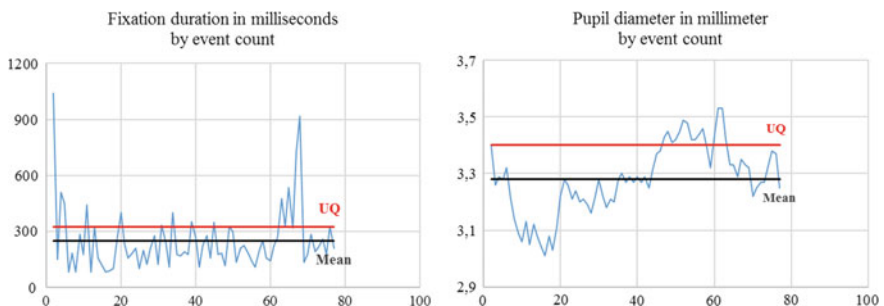 Fixation duration in milliseconds
by event count
1200
900
600
300
0
UQ
Mean
0 20 40 60 80 100
Pupil diameter in millimeter
by event count
3,7
3,5
3,3
3,1
2,9
UQ
Mean
0 20 40 60 80 100